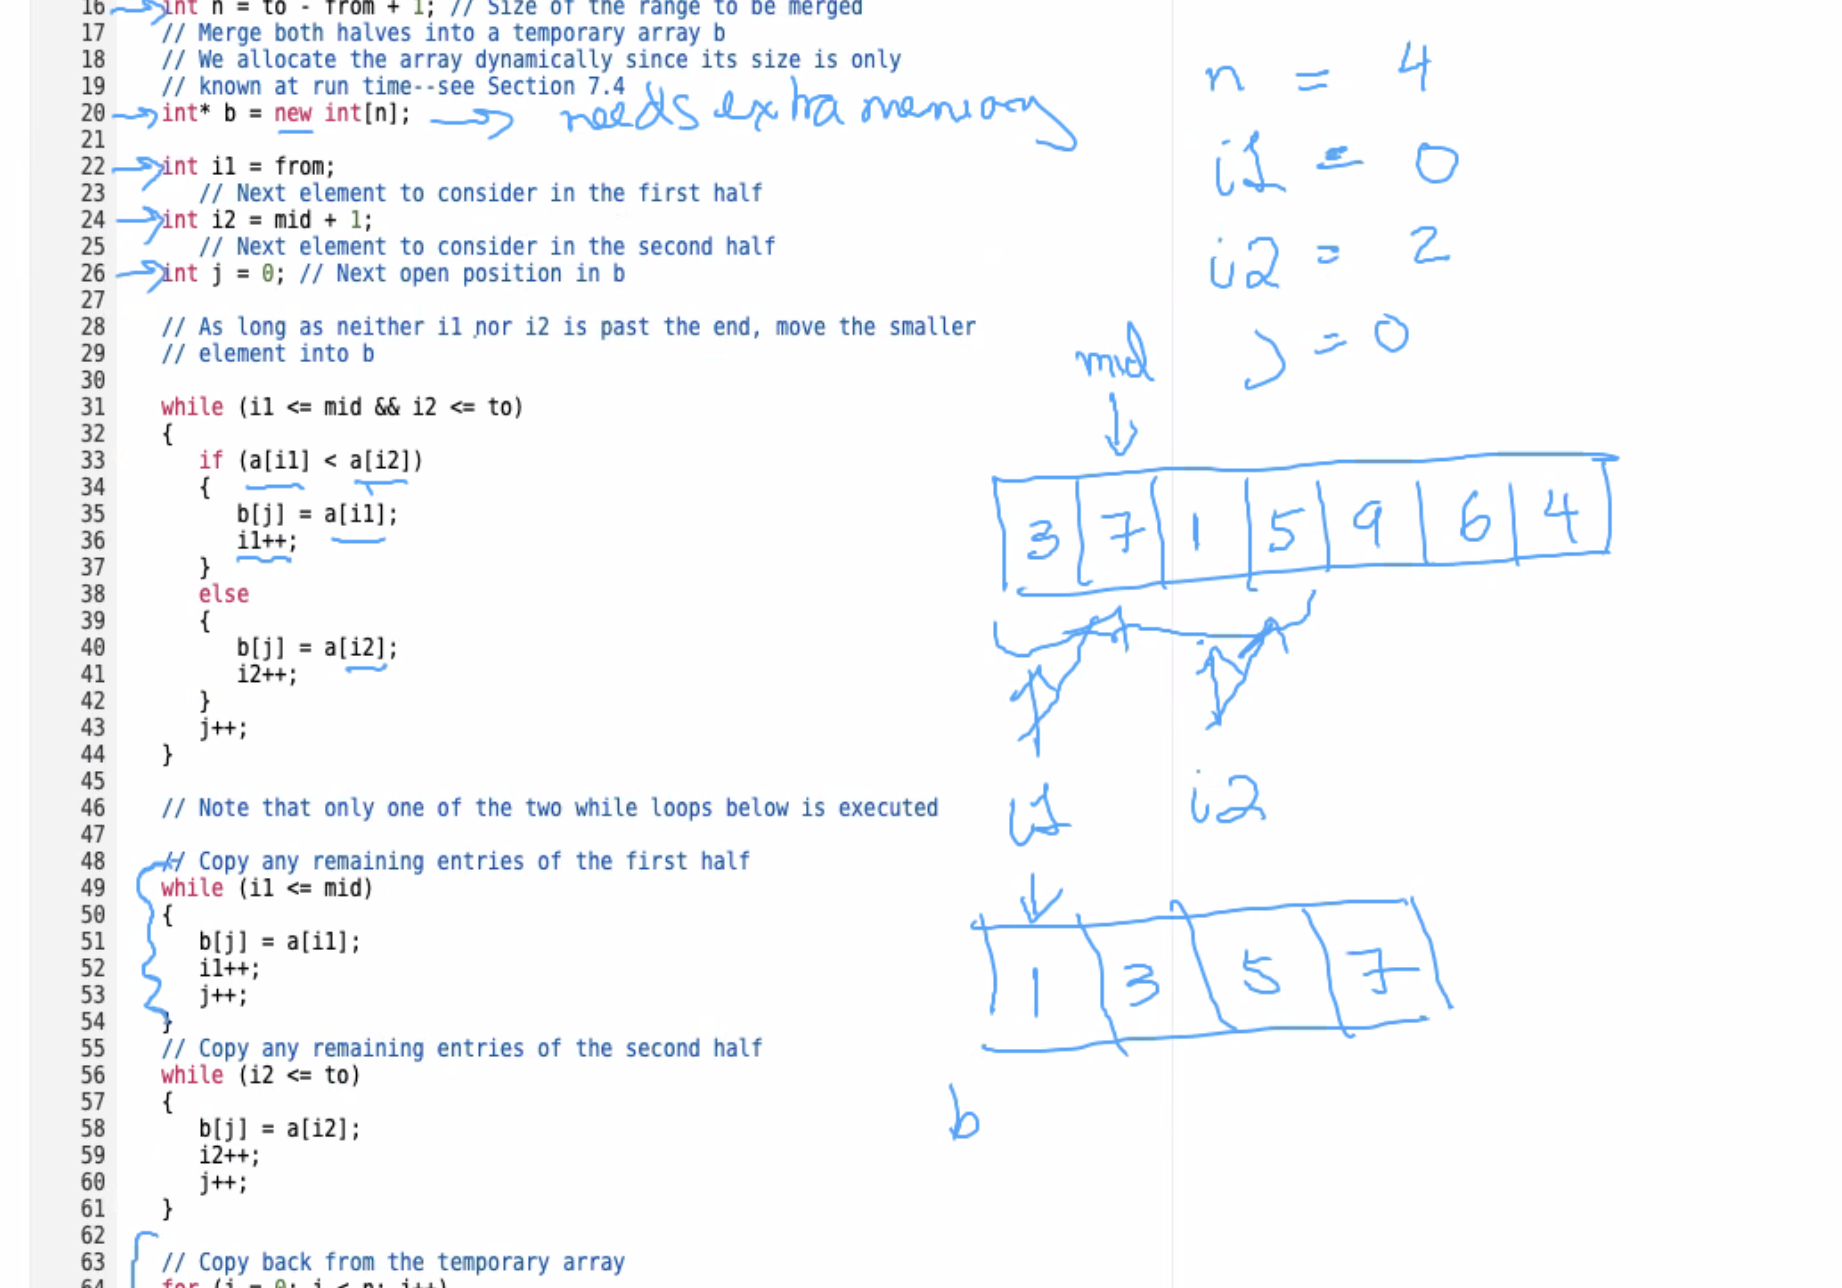 16 int n = to - from + 1; // Size of the range to be merged
17 // Merge both halves into a temporary array b
18 // We allocate the array dynamically since its size is only
19 // known at run time--see Section 7.4
20 int* b = new int[n]; needs extra memory
21
22 int i1 = from;
23 // Next element to consider in the first half
24 int i2 = mid + 1;
25 // Next element to consider in the second half
26 int j = 0; // Next open position in b
27
28 // As long as neither i1 nor i2 is past the end, move the smaller
29 // element into b
30
31 while (i1 <= mid && i2 <= to)
32 {
33 if (a[i1] < a[i2])
34 {
35 b[j] = a[i1];
36 i1++;
37 }
38 else
39 {
40 b[j] = a[i2];
41 i2++;
42 }
43 j++;
44 }
45
46 // Note that only one of the two while loops below is executed
47
48 // Copy any remaining entries of the first half
49 while (i1 <= mid)
50 {
51 b[j] = a[i1];
52 i1++;
53 j++;
54 }
55 // Copy any remaining entries of the second half
56 while (i2 <= to)
57 {
58 b[j] = a[i2];
59 i2++;
60 j++;
61 }
62
63 // Copy back from the temporary array
64 for (j = 0; j < n; j++)
n = 4
i1 = 0
i2 = 2
j = 0
mid
3 7 1 5 9 6 4
i1 i2
1 3 5 7
b